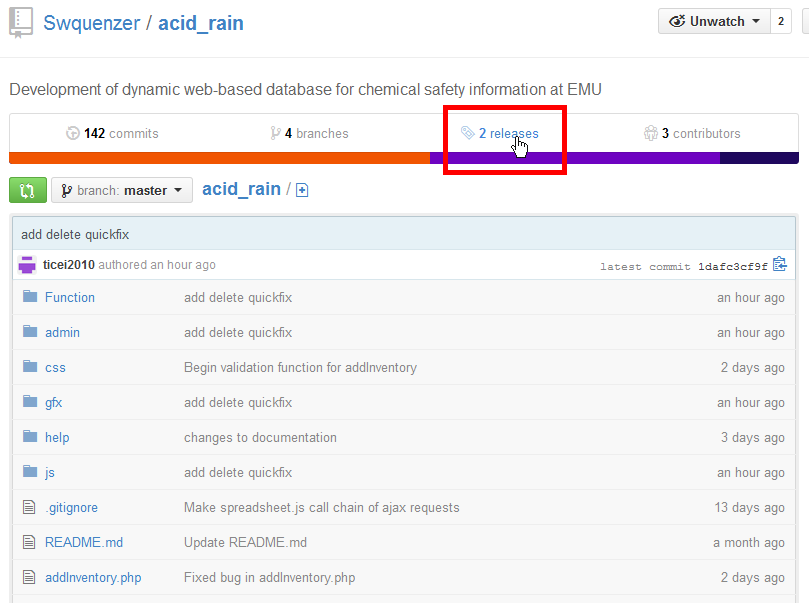 Swquenzer / acid_rain
Unwatch 2
Development of dynamic web-based database for chemical safety information at EMU
142 commits 4 branches 2 releases 3 contributors
branch: master acid_rain /
add delete quickfix
ticei2010 authored an hour ago latest commit 1dafc3cf9f
Function add delete quickfix an hour ago
admin add delete quickfix an hour ago
css Begin validation function for addInventory 2 days ago
gfx add delete quickfix an hour ago
help changes to documentation 3 days ago
js add delete quickfix an hour ago
.gitignore Make spreadsheet.js call chain of ajax requests 13 days ago
README.md Update README.md a month ago
addInventory.php Fixed bug in addInventory.php 2 days ago